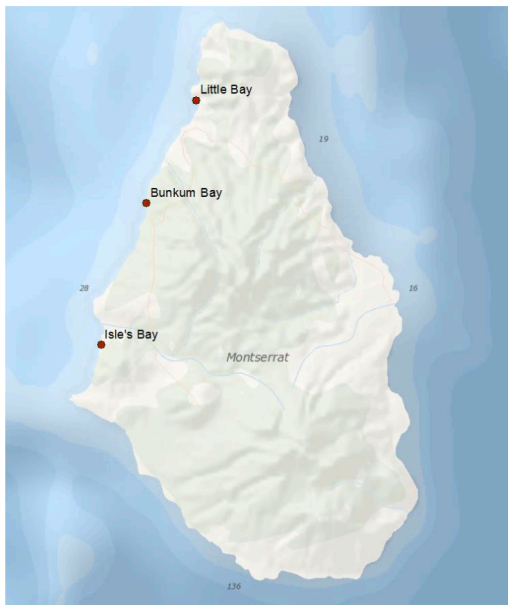 Little Bay
19
Bunkum Bay
28
16
Isle's Bay
Montserrat
136